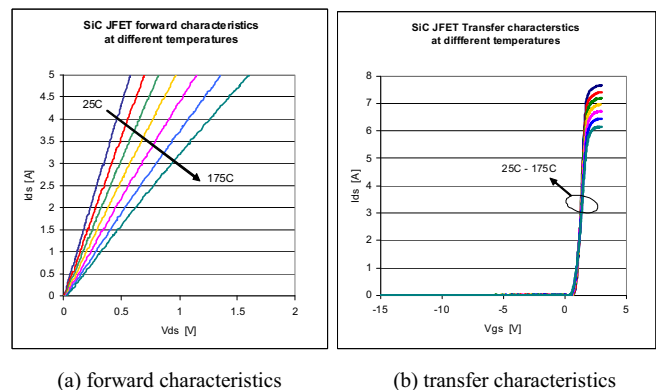 SiC JFET forward characteristics
at different temperatures
5
4.5
4
3.5
3
2.5
2
1.5
1
0.5
0
Ids [A]
25C
175C
0
0.5
1
1.5
2
Vds [V]
(a) forward characteristics
SiC JFET Transfer characterstics
at diffferent temperatures
8
7
6
5
4
3
2
1
0
Ids [A]
25C - 175C
-15
-10
-5
0
5
Vgs [V]
(b) transfer characteristics